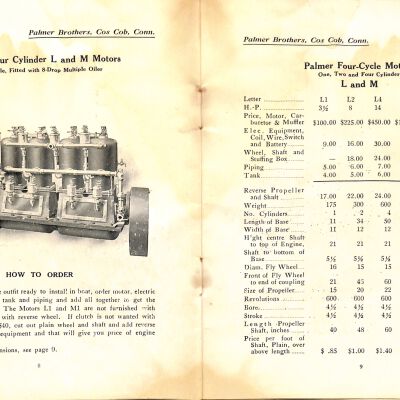 Palmer Brothers, Cos Cob, Conn.
ur Cylinder L and M Motors
le, Fitted with 8-Drop Multiple Oiler
HOW TO ORDER
e outfit ready to install in boat, order motor, electric
tank and piping and add all together to get the
The Motors L1 and M1 are not furnished with
with reverse wheel. If clutch is not wanted with
$40, cut out plain wheel and shaft and add reverse
equipment and that will give you price of engine
nsions, see page 9.
8
Palmer Brothers, Cos Cob, Conn.
Palmer Four-Cycle Mot
One, Two and Four Cylinder
L and M
Letter L1 L2 L4
H.-P. 3½ 8 14
Price, Motor, Car-
buretor & Muffler $100.00 $225.00 $450.00 $1
Elec. Equipment,
Coil, Wire, Switch
and Battery 9.00 16.00 30.00
Wheel, Shaft and
Stuffing Box — 18.00 24.00
Piping 5.00 6.00 7.00
Tank 4.00 5.00 6.00
Reverse Propeller
and Shaft 17.00 22.00 24.00
Weight 175 300 600
No. Cylinders 1 2 4
Length of Base 11 34 50
Width of Base 11 12 12
H'ght centre Shaft
to top of Engine, 21 21 21
Shaft to bottom of
Base 5½ 5½ 5½
Diam. Fly Wheel 16 15 15
Front of Fly Wheel
to end of coupling 21 45 60
Size of Propeller 15 20 22
Revolutions 600 600 600
Bore 4½ 4½ 4½
Stroke 4½ 4½ 4½
Length Propeller
Shaft, inches 40 48 60
Price per foot of
Shaft, Plain, over
above length $ .85 $1.00 $1.40
9